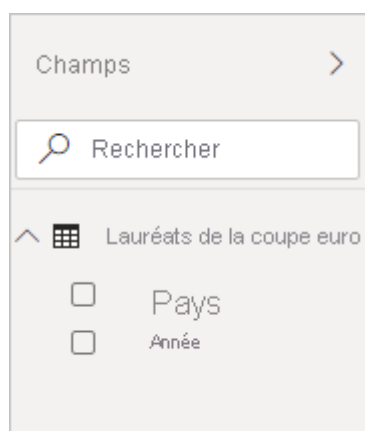 Champs
Rechercher
Lauréats de la coupe euro
Pays
Année